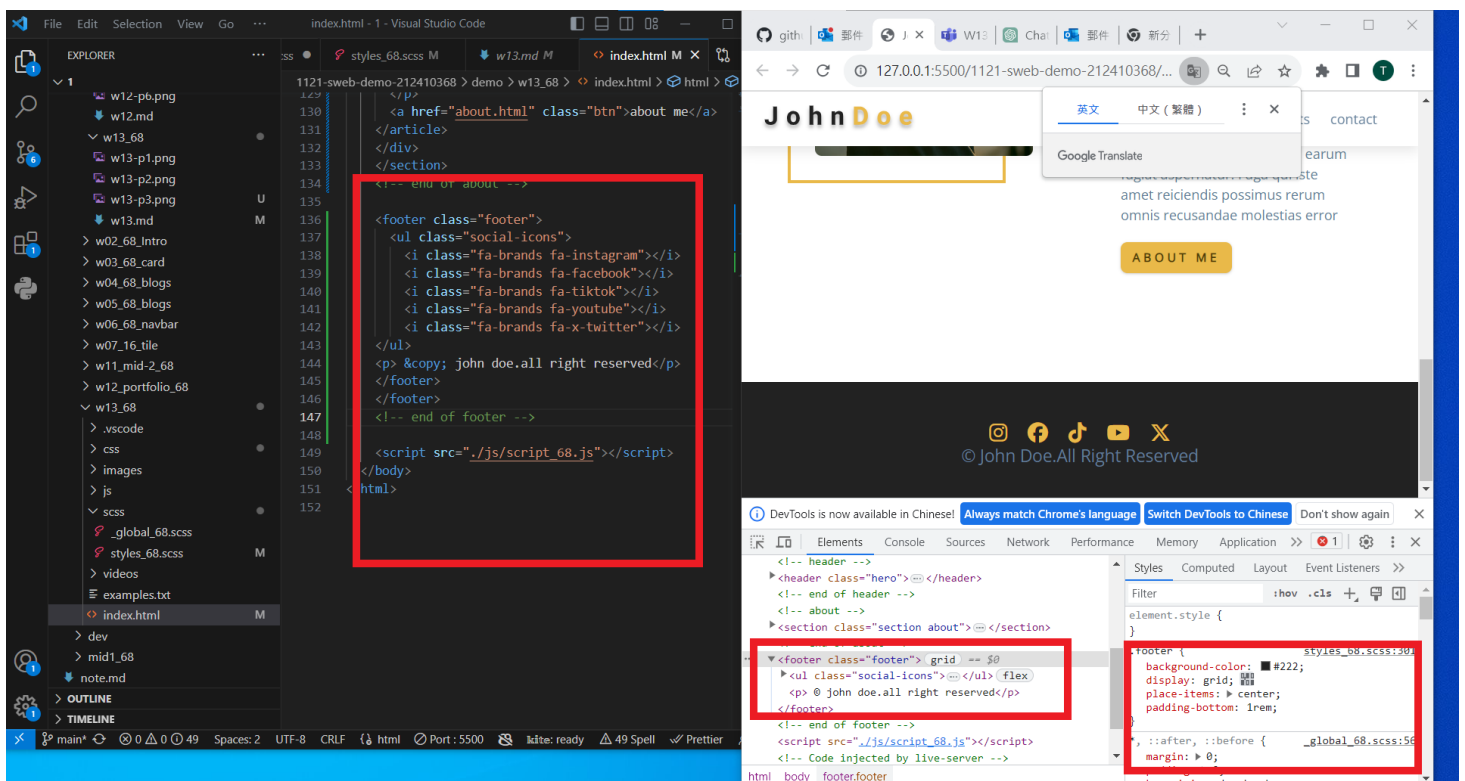 File Edit Selection View Go ··· index.html - 1 - Visual Studio Code
EXPLORER ···
1
w12-p6.png
w12.md
w13_68
w13-p1.png
w13-p2.png
w13-p3.png U
w13.md M
w02_68_Intro
w03_68_card
w04_68_blogs
w05_68_blogs
w06_68_navbar
w07_16_tile
w11_mid-2_68
w12_portfolio_68
w13_68
.vscode
css
images
js
scss
_global_68.scss
styles_68.scss M
videos
examples.txt
index.html M
dev
mid1_68
note.md
OUTLINE
TIMELINE
css styles_68.scss M w13.md M index.html M
1121-sweb-demo-212410368 > demo > w13_68 > index.html > html >
129 </p>
130 <a href="about.html" class="btn">about me</a>
131 </article>
132 </div>
133 </section>
134 <!-- end of about -->
135
136 <footer class="footer">
137 <ul class="social-icons">
138 <i class="fa-brands fa-instagram"></i>
139 <i class="fa-brands fa-facebook"></i>
140 <i class="fa-brands fa-tiktok"></i>
141 <i class="fa-brands fa-youtube"></i>
142 <i class="fa-brands fa-x-twitter"></i>
143 </ul>
144 <p> &copy; john doe.all right reserved</p>
145 </footer>
146 </footer>
147 <!-- end of footer -->
148
149 <script src="./js/script_68.js"></script>
150 </body>
151 </html>
152
main* 0 0 49 Spaces: 2 UTF-8 CRLF html Port : 5500 kite: ready 49 Spell Prettier
gith 郵件 J W13 Cha 郵件 新分
127.0.0.1:5500/1121-sweb-demo-212410368/... T
JohnDoe
contact
英文 中文 ( 繁體 )
Google Translate
earum
amet reiciendis possimus rerum
omnis recusandae molestias error
ABOUT ME
© John Doe.All Right Reserved
DevTools is now available in Chinese! Always match Chrome's language Switch DevTools to Chinese Don't show again
Elements Console Sources Network Performance Memory Application 1
<!-- header -->
<header class="hero"> </header>
<!-- end of header -->
<!-- about -->
<section class="section about"> </section>
<!-- end of about -->
<footer class="footer"> grid == $0
<ul class="social-icons"> </ul> flex
<p> © john doe.all right reserved</p>
</footer>
<!-- end of footer -->
<script src="./js/script_68.js"></script>
<!-- Code injected by live-server -->
html body footer.footer
Styles Computed Layout Event Listeners
Filter :hov .cls
element.style {
}
.footer { styles_68.scss:301
background-color: #222;
display: grid;
place-items: center;
padding-bottom: 1rem;
}
*, ::after, ::before { _global_68.scss:56
margin: 0;